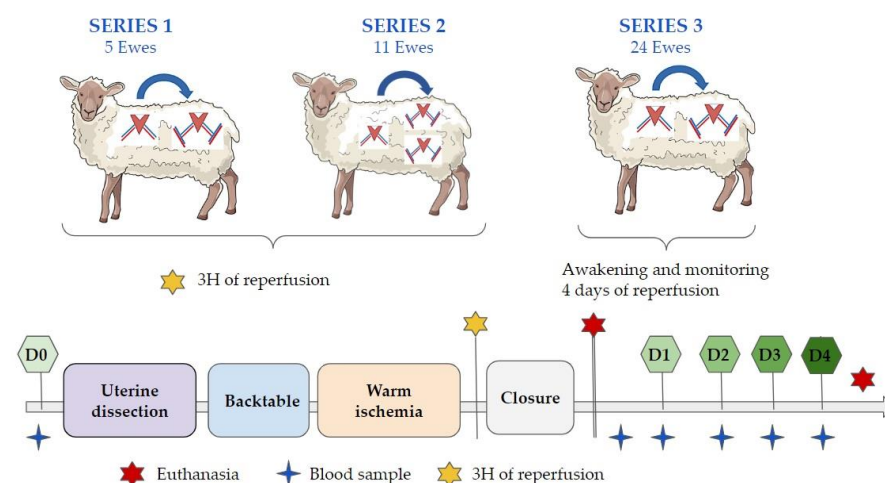 SERIES 1
5 Ewes
SERIES 2
11 Ewes
SERIES 3
24 Ewes
3H of reperfusion
Awakening and monitoring
4 days of reperfusion
D0
D1
D2
D3
D4
Uterine
dissection
Backtable
Warm
ischemia
Closure
Euthanasia
Blood sample
3H of reperfusion